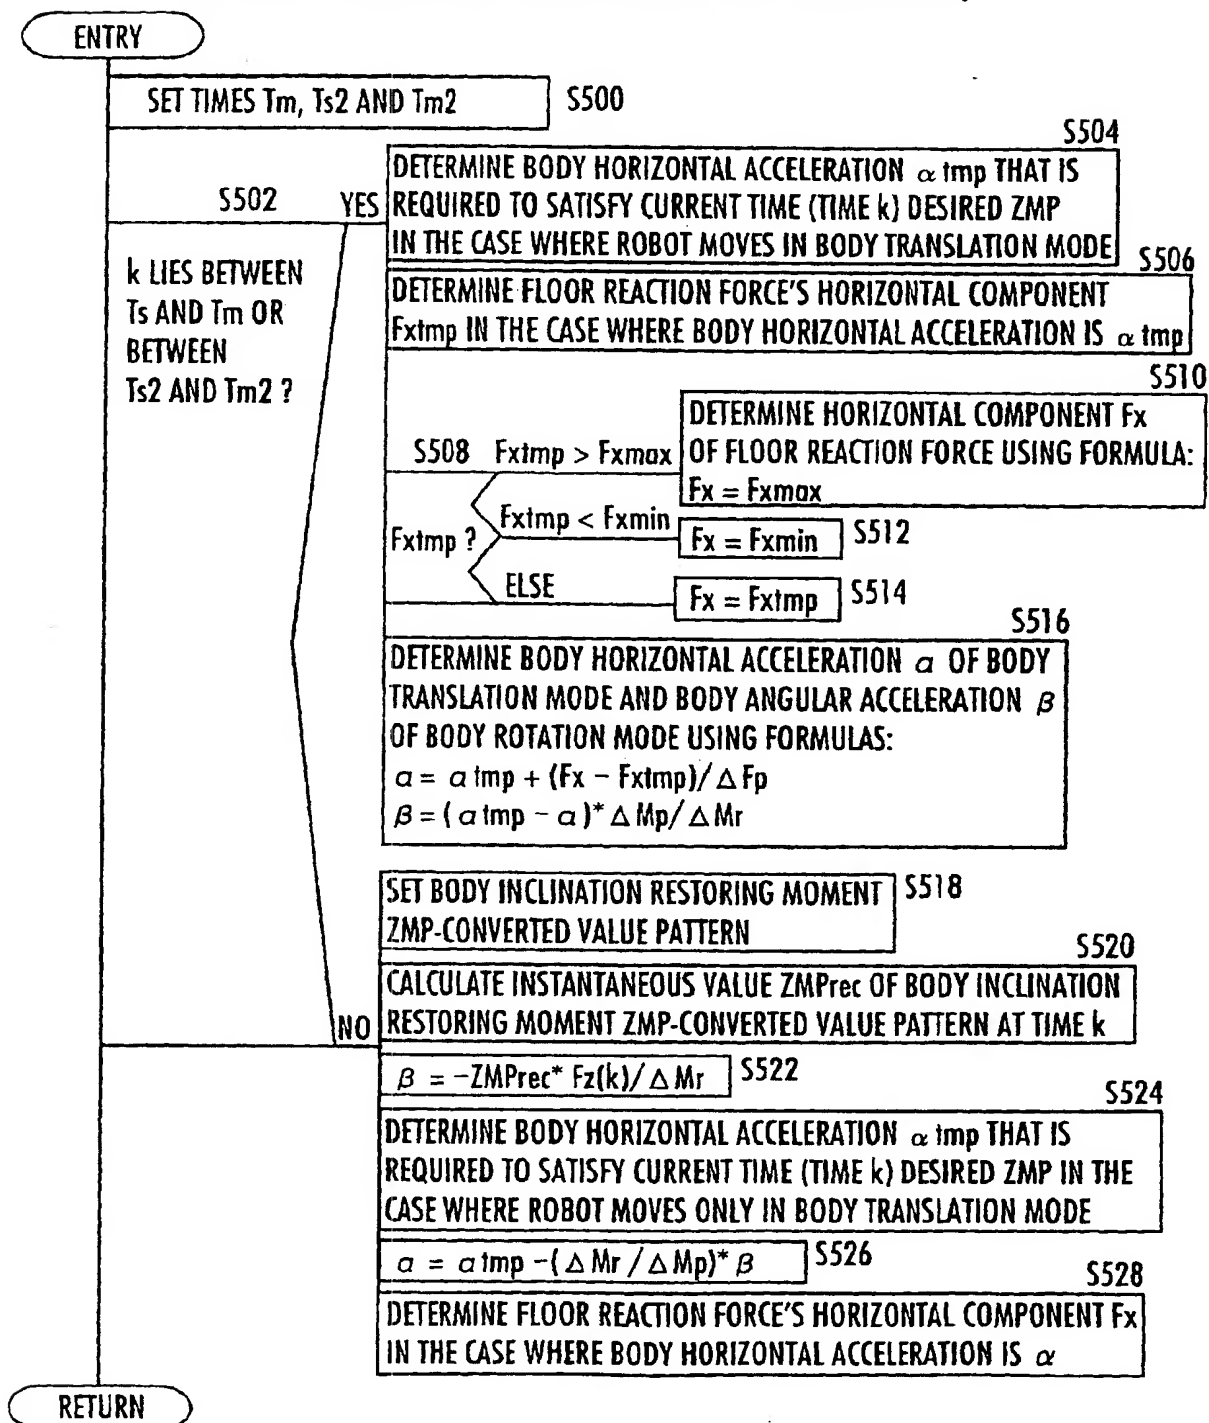 ENTRY
SET TIMES Tm, Ts2 AND Tm2
S500
S502
YES
k LIES BETWEEN
Ts AND Tm OR
BETWEEN
Ts2 AND Tm2 ?
S504
DETERMINE BODY HORIZONTAL ACCELERATION α tmp THAT IS
REQUIRED TO SATISFY CURRENT TIME (TIME k) DESIRED ZMP
IN THE CASE WHERE ROBOT MOVES IN BODY TRANSLATION MODE
S506
DETERMINE FLOOR REACTION FORCE'S HORIZONTAL COMPONENT
Fxtmp IN THE CASE WHERE BODY HORIZONTAL ACCELERATION IS α tmp
S508
Fxtmp ?
Fxtmp > Fxmax
S510
DETERMINE HORIZONTAL COMPONENT Fx
OF FLOOR REACTION FORCE USING FORMULA:
Fx = Fxmax
Fxtmp < Fxmin
Fx = Fxmin
S512
ELSE
Fx = Fxtmp
S514
S516
DETERMINE BODY HORIZONTAL ACCELERATION α OF BODY
TRANSLATION MODE AND BODY ANGULAR ACCELERATION β
OF BODY ROTATION MODE USING FORMULAS:
α = α tmp + (Fx - Fxtmp)/ΔFp
β = (α tmp - α)* ΔMp/ΔMr
NO
SET BODY INCLINATION RESTORING MOMENT
ZMP-CONVERTED VALUE PATTERN
S518
S520
CALCULATE INSTANTANEOUS VALUE ZMPrec OF BODY INCLINATION
RESTORING MOMENT ZMP-CONVERTED VALUE PATTERN AT TIME k
β = -ZMPrec* Fz(k)/ΔMr
S522
S524
DETERMINE BODY HORIZONTAL ACCELERATION α tmp THAT IS
REQUIRED TO SATISFY CURRENT TIME (TIME k) DESIRED ZMP IN THE
CASE WHERE ROBOT MOVES ONLY IN BODY TRANSLATION MODE
α = α tmp -(ΔMr /ΔMp)* β
S526
S528
DETERMINE FLOOR REACTION FORCE'S HORIZONTAL COMPONENT Fx
IN THE CASE WHERE BODY HORIZONTAL ACCELERATION IS α
RETURN